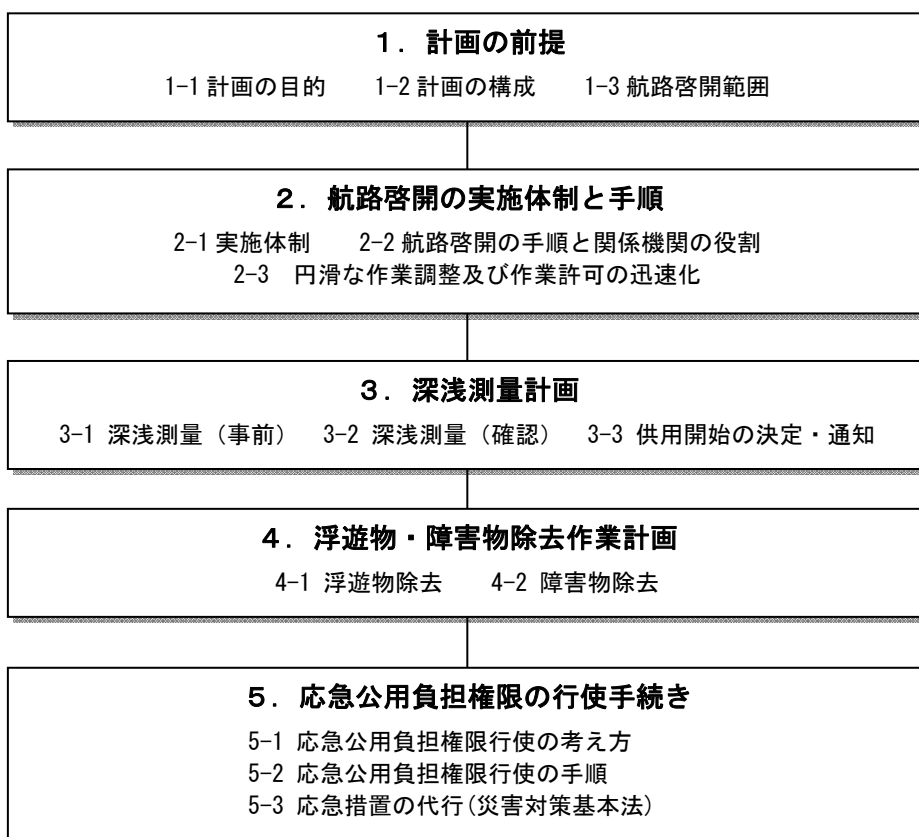 １．計画の前提
1-1 計画の目的　　1-2 計画の構成　　1-3 航路啓開範囲
２．航路啓開の実施体制と手順
2-1 実施体制　　2-2 航路啓開の手順と関係機関の役割
2-3　円滑な作業調整及び作業許可の迅速化
３．深浅測量計画
3-1 深浅測量（事前）　3-2 深浅測量（確認）　3-3 供用開始の決定・通知
４．浮遊物・障害物除去作業計画
4-1 浮遊物除去　　4-2 障害物除去
５．応急公用負担権限の行使手続き
5-1 応急公用負担権限行使の考え方
5-2 応急公用負担権限行使の手順
5-3 応急措置の代行(災害対策基本法)